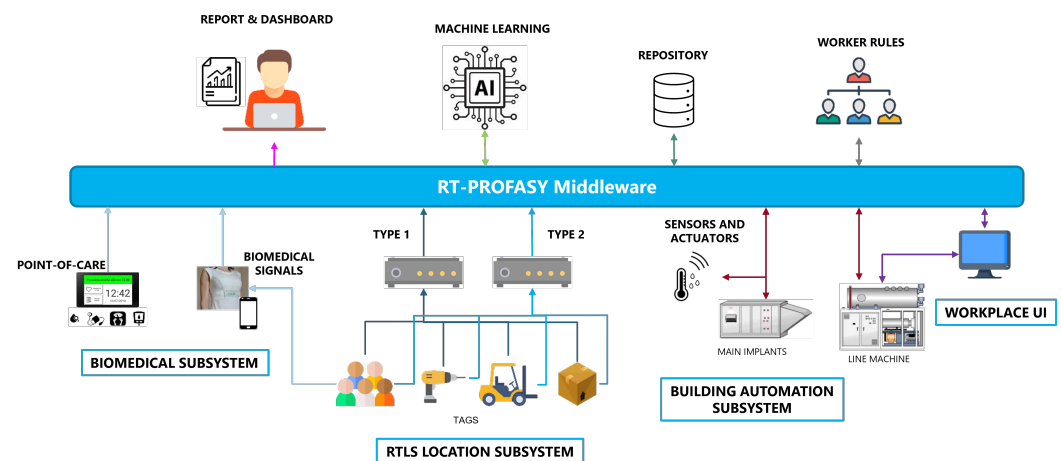 REPORT & DASHBOARD
MACHINE LEARNING
REPOSITORY
WORKER RULES
AI
RT-PROFASY Middleware
TYPE 1
TYPE 2
SENSORS AND
ACTUATORS
POINT-OF-CARE
BIOMEDICAL
SIGNALS
12:42
WORKPLACE UI
MAIN IMPLANTS
LINE MACHINE
BIOMEDICAL SUBSYSTEM
BUILDING AUTOMATION
SUBSYSTEM
TAGS
RTLS LOCATION SUBSYSTEM